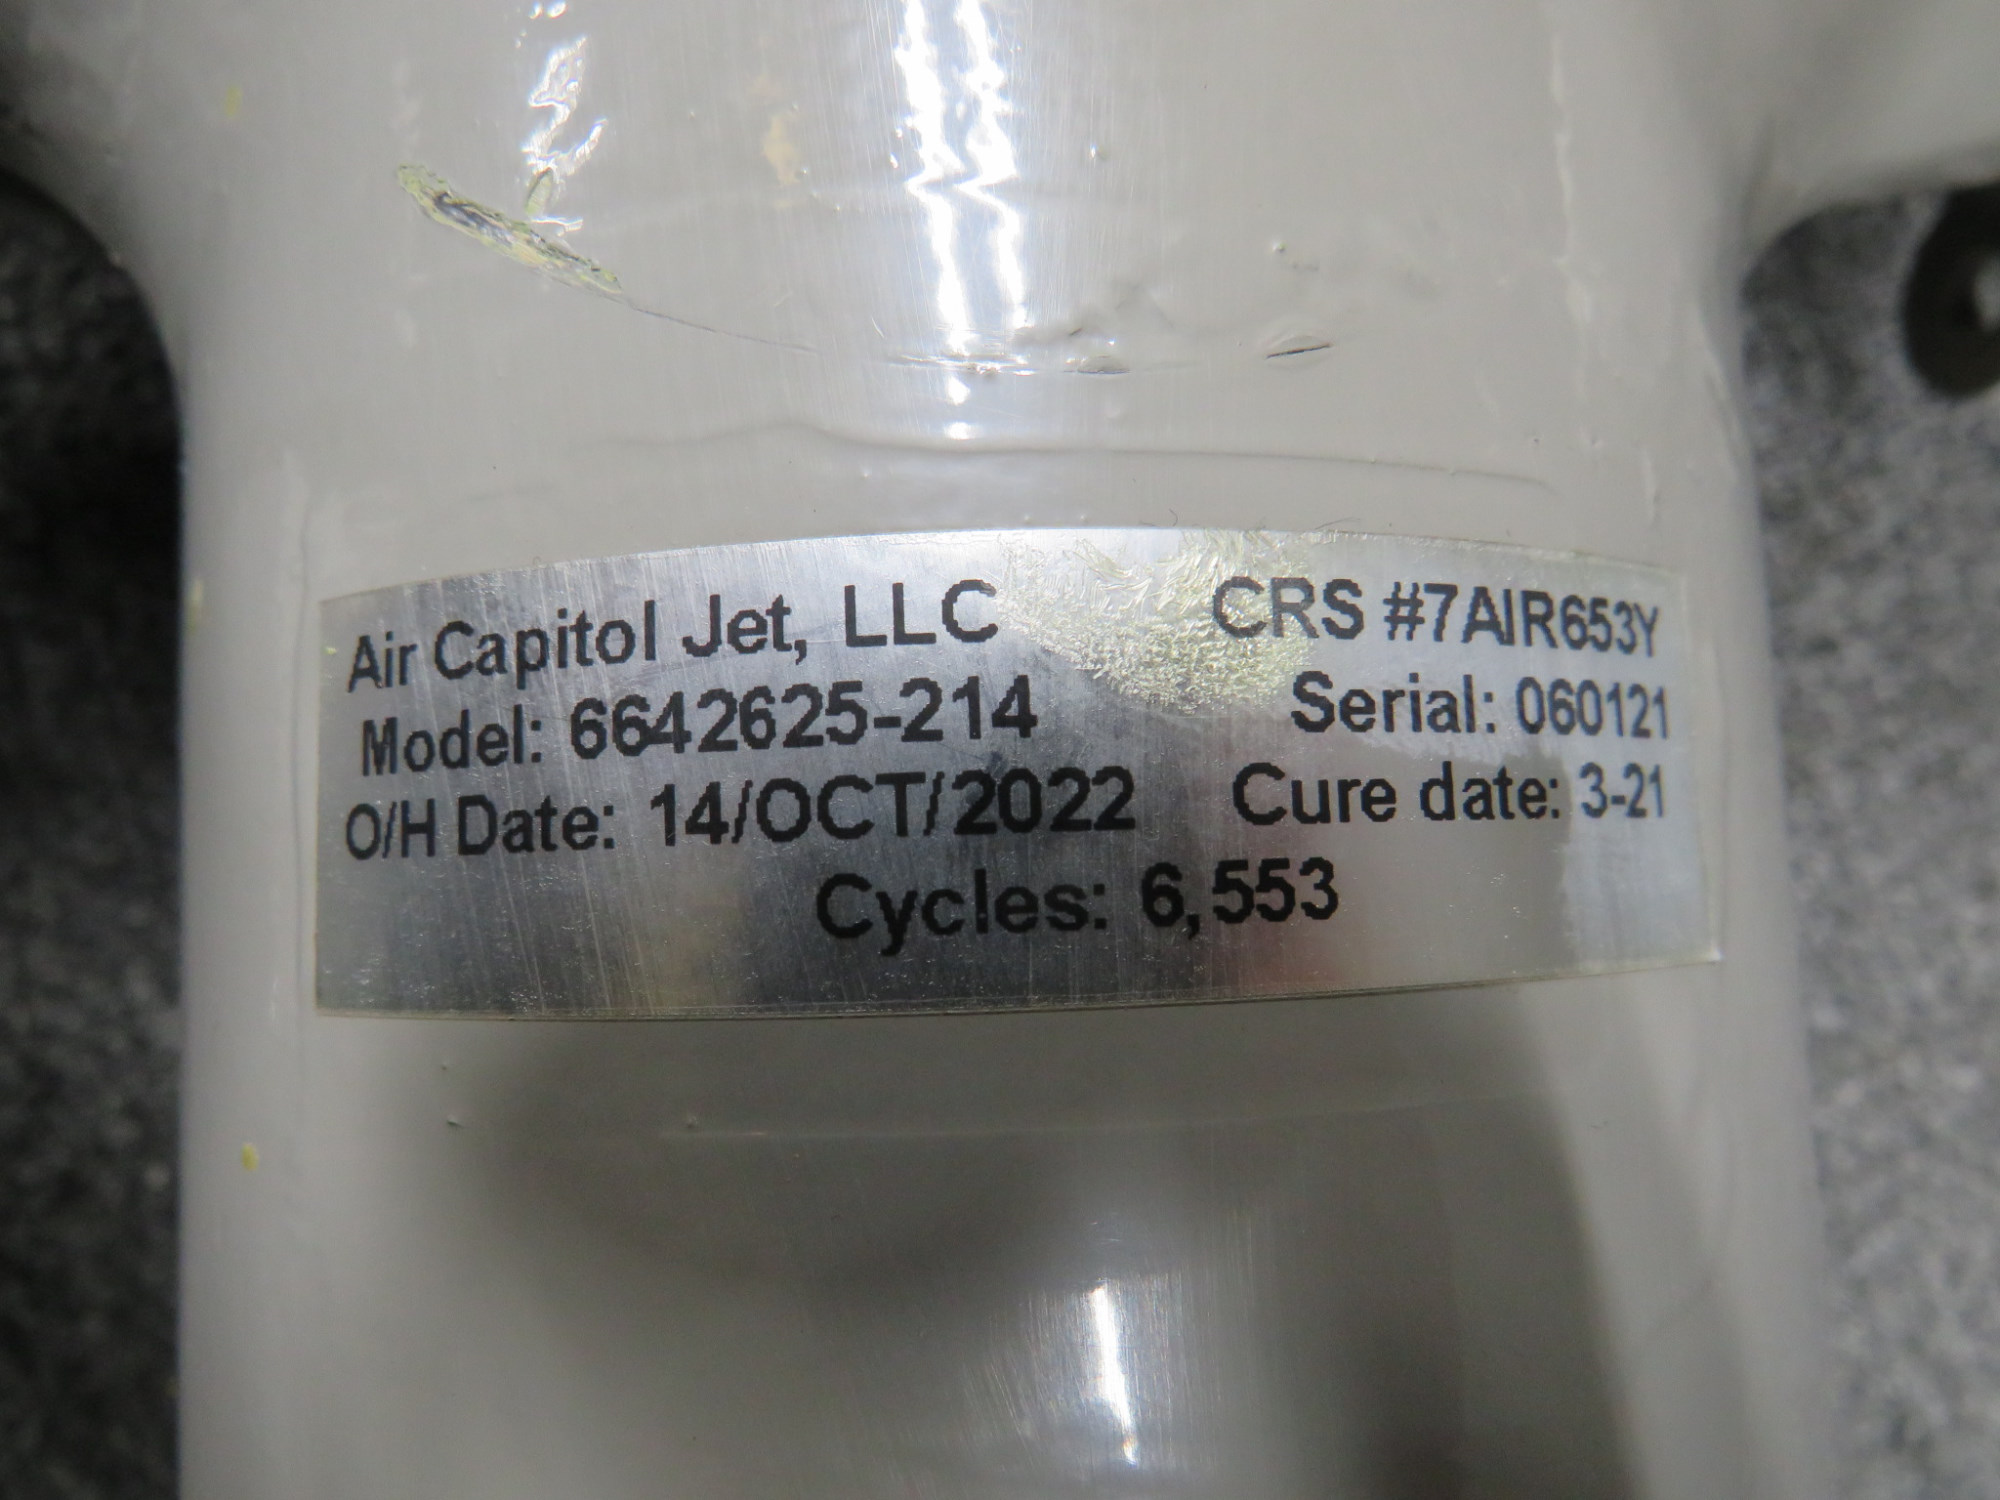 Air Capitol Jet, LLC CRS #7AIR653Y
Model: 6642625-214 Serial: 060121
O/H Date: 14/OCT/2022 Cure date: 3-21
Cycles: 6,553